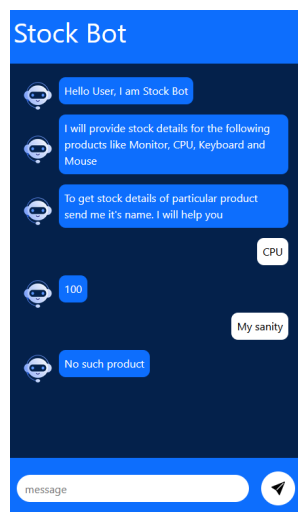 Stock Bot
Hello User, I am Stock Bot
I will provide stock details for the following
products like Monitor, CPU, Keyboard and
Mouse
To get stock details of particular product
send me it's name. I will help you
CPU
100
My sanity
No such product
message